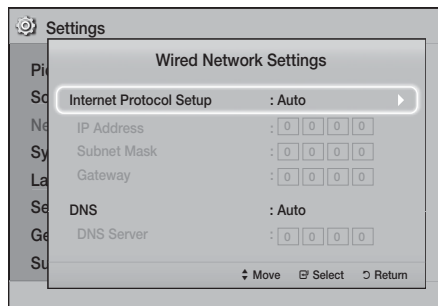 Settings
Wired Network Settings
Pi
Sc
Ne
Sy
La
Se
Ge
Su
Internet Protocol Setup : Auto
IP Address : 0 0 0 0
Subnet Mask : 0 0 0 0
Gateway : 0 0 0 0
DNS : Auto
DNS Server : 0 0 0 0
Move Select Return